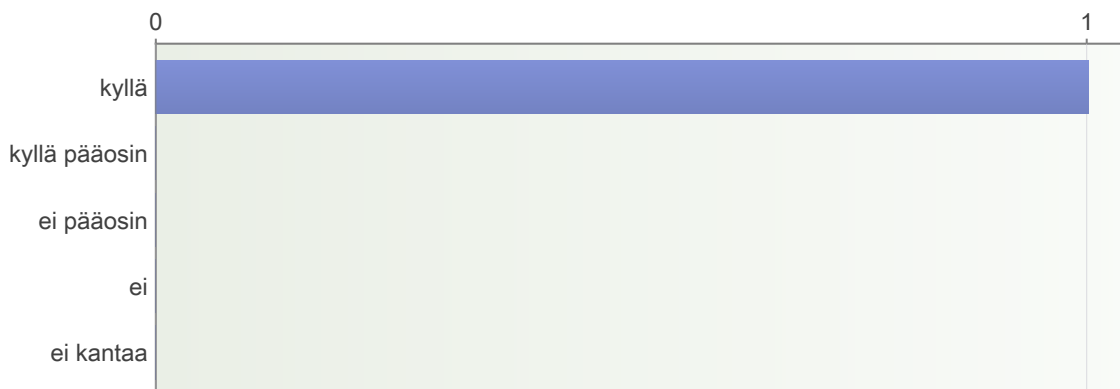 0 1
kyllä
kyllä pääosin
ei pääosin
ei
ei kantaa